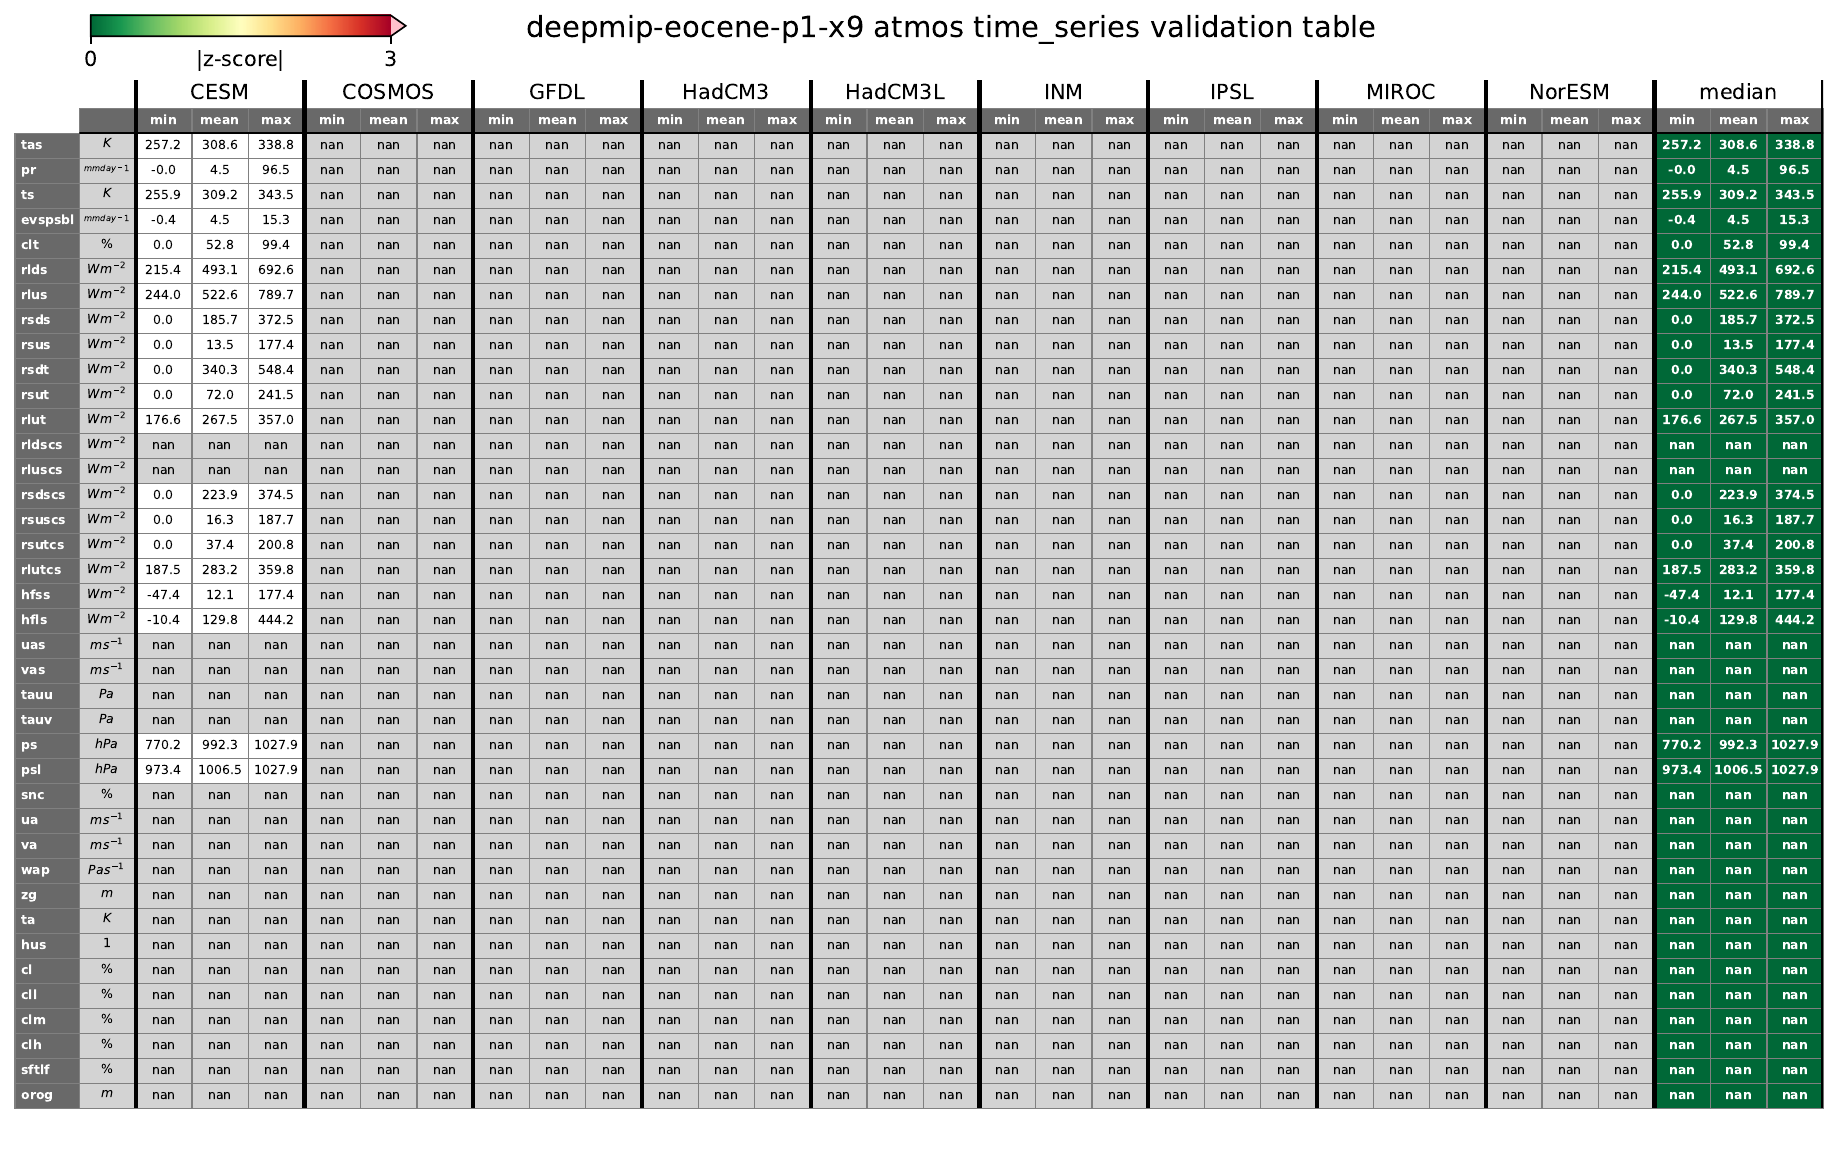 deepmip-eocene-p1-x9 atmos time_series validation table
0 |z-score| 3
CESM COSMOS GFDL HadCM3 HadCM3L INM IPSL MIROC NorESM median
min mean max min mean max min mean max min mean max min mean max min mean max min mean max min mean max min mean max min mean max
tas K 257.2 308.6 338.8 nan nan nan nan nan nan nan nan nan nan nan nan nan nan nan nan nan nan nan nan nan nan nan nan 257.2 308.6 338.8
pr mmday−1 -0.0 4.5 96.5 nan nan nan nan nan nan nan nan nan nan nan nan nan nan nan nan nan nan nan nan nan nan nan nan -0.0 4.5 96.5
ts K 255.9 309.2 343.5 nan nan nan nan nan nan nan nan nan nan nan nan nan nan nan nan nan nan nan nan nan nan nan nan 255.9 309.2 343.5
evspsbl mmday−1 -0.4 4.5 15.3 nan nan nan nan nan nan nan nan nan nan nan nan nan nan nan nan nan nan nan nan nan nan nan nan -0.4 4.5 15.3
clt % 0.0 52.8 99.4 nan nan nan nan nan nan nan nan nan nan nan nan nan nan nan nan nan nan nan nan nan nan nan nan 0.0 52.8 99.4
rlds Wm⁻² 215.4 493.1 692.6 nan nan nan nan nan nan nan nan nan nan nan nan nan nan nan nan nan nan nan nan nan nan nan nan 215.4 493.1 692.6
rlus Wm⁻² 244.0 522.6 789.7 nan nan nan nan nan nan nan nan nan nan nan nan nan nan nan nan nan nan nan nan nan nan nan nan 244.0 522.6 789.7
rsds Wm⁻² 0.0 185.7 372.5 nan nan nan nan nan nan nan nan nan nan nan nan nan nan nan nan nan nan nan nan nan nan nan nan 0.0 185.7 372.5
rsus Wm⁻² 0.0 13.5 177.4 nan nan nan nan nan nan nan nan nan nan nan nan nan nan nan nan nan nan nan nan nan nan nan nan 0.0 13.5 177.4
rsdt Wm⁻² 0.0 340.3 548.4 nan nan nan nan nan nan nan nan nan nan nan nan nan nan nan nan nan nan nan nan nan nan nan nan 0.0 340.3 548.4
rsut Wm⁻² 0.0 72.0 241.5 nan nan nan nan nan nan nan nan nan nan nan nan nan nan nan nan nan nan nan nan nan nan nan nan 0.0 72.0 241.5
rlut Wm⁻² 176.6 267.5 357.0 nan nan nan nan nan nan nan nan nan nan nan nan nan nan nan nan nan nan nan nan nan nan nan nan 176.6 267.5 357.0
rldscs Wm⁻² nan nan nan nan nan nan nan nan nan nan nan nan nan nan nan nan nan nan nan nan nan nan nan nan nan nan nan nan nan nan
rluscs Wm⁻² nan nan nan nan nan nan nan nan nan nan nan nan nan nan nan nan nan nan nan nan nan nan nan nan nan nan nan nan nan nan
rsdscs Wm⁻² 0.0 223.9 374.5 nan nan nan nan nan nan nan nan nan nan nan nan nan nan nan nan nan nan nan nan nan nan nan nan 0.0 223.9 374.5
rsuscs Wm⁻² 0.0 16.3 187.7 nan nan nan nan nan nan nan nan nan nan nan nan nan nan nan nan nan nan nan nan nan nan nan nan 0.0 16.3 187.7
rsutcs Wm⁻² 0.0 37.4 200.8 nan nan nan nan nan nan nan nan nan nan nan nan nan nan nan nan nan nan nan nan nan nan nan nan 0.0 37.4 200.8
rlutcs Wm⁻² 187.5 283.2 359.8 nan nan nan nan nan nan nan nan nan nan nan nan nan nan nan nan nan nan nan nan nan nan nan nan 187.5 283.2 359.8
hfss Wm⁻² -47.4 12.1 177.4 nan nan nan nan nan nan nan nan nan nan nan nan nan nan nan nan nan nan nan nan nan nan nan nan -47.4 12.1 177.4
hfls Wm⁻² -10.4 129.8 444.2 nan nan nan nan nan nan nan nan nan nan nan nan nan nan nan nan nan nan nan nan nan nan nan nan -10.4 129.8 444.2
uas ms⁻¹ nan nan nan nan nan nan nan nan nan nan nan nan nan nan nan nan nan nan nan nan nan nan nan nan nan nan nan nan nan nan
vas ms⁻¹ nan nan nan nan nan nan nan nan nan nan nan nan nan nan nan nan nan nan nan nan nan nan nan nan nan nan nan nan nan nan
tauu Pa nan nan nan nan nan nan nan nan nan nan nan nan nan nan nan nan nan nan nan nan nan nan nan nan nan nan nan nan nan nan
tauv Pa nan nan nan nan nan nan nan nan nan nan nan nan nan nan nan nan nan nan nan nan nan nan nan nan nan nan nan nan nan nan
ps hPa 770.2 992.3 1027.9 nan nan nan nan nan nan nan nan nan nan nan nan nan nan nan nan nan nan nan nan nan nan nan nan 770.2 992.3 1027.9
psl hPa 973.4 1006.5 1027.9 nan nan nan nan nan nan nan nan nan nan nan nan nan nan nan nan nan nan nan nan nan nan nan nan 973.4 1006.5 1027.9
snc % nan nan nan nan nan nan nan nan nan nan nan nan nan nan nan nan nan nan nan nan nan nan nan nan nan nan nan nan nan nan
ua ms⁻¹ nan nan nan nan nan nan nan nan nan nan nan nan nan nan nan nan nan nan nan nan nan nan nan nan nan nan nan nan nan nan
va ms⁻¹ nan nan nan nan nan nan nan nan nan nan nan nan nan nan nan nan nan nan nan nan nan nan nan nan nan nan nan nan nan nan
wap Pas⁻¹ nan nan nan nan nan nan nan nan nan nan nan nan nan nan nan nan nan nan nan nan nan nan nan nan nan nan nan nan nan nan
zg m nan nan nan nan nan nan nan nan nan nan nan nan nan nan nan nan nan nan nan nan nan nan nan nan nan nan nan nan nan nan
ta K nan nan nan nan nan nan nan nan nan nan nan nan nan nan nan nan nan nan nan nan nan nan nan nan nan nan nan nan nan nan
hus 1 nan nan nan nan nan nan nan nan nan nan nan nan nan nan nan nan nan nan nan nan nan nan nan nan nan nan nan nan nan nan
cl % nan nan nan nan nan nan nan nan nan nan nan nan nan nan nan nan nan nan nan nan nan nan nan nan nan nan nan nan nan nan
cll % nan nan nan nan nan nan nan nan nan nan nan nan nan nan nan nan nan nan nan nan nan nan nan nan nan nan nan nan nan nan
clm % nan nan nan nan nan nan nan nan nan nan nan nan nan nan nan nan nan nan nan nan nan nan nan nan nan nan nan nan nan nan
clh % nan nan nan nan nan nan nan nan nan nan nan nan nan nan nan nan nan nan nan nan nan nan nan nan nan nan nan nan nan nan
sftlf % nan nan nan nan nan nan nan nan nan nan nan nan nan nan nan nan nan nan nan nan nan nan nan nan nan nan nan nan nan nan
orog m nan nan nan nan nan nan nan nan nan nan nan nan nan nan nan nan nan nan nan nan nan nan nan nan nan nan nan nan nan nan